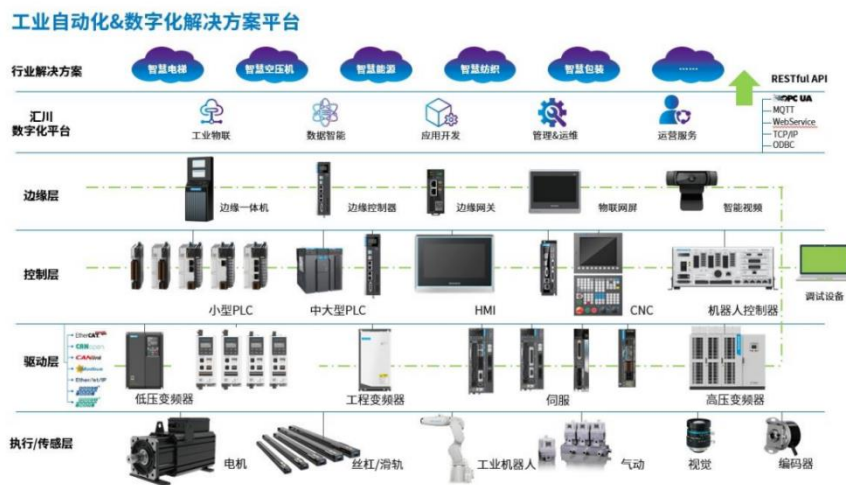 工业自动化&数字化解决方案平台
行业解决方案
智慧电梯
智慧空压机
智慧能源
智慧纺织
智慧包装
……
RESTful API
OPC UA
MQTT
WebService
TCP/IP
ODBC
汇川
数字化平台
工业物联
数据智能
应用开发
管理&运维
运营服务
边缘层
边缘一体机
边缘控制器
边缘网关
物联网屏
智能视频
控制层
小型PLC
中大型PLC
HMI
CNC
机器人控制器
调试设备
驱动层
EtherCAT
CANopen
CANlink
Modbus
EtherNet/IP
低压变频器
工程变频器
伺服
高压变频器
执行/传感层
电机
丝杠/滑轨
工业机器人
气动
视觉
编码器